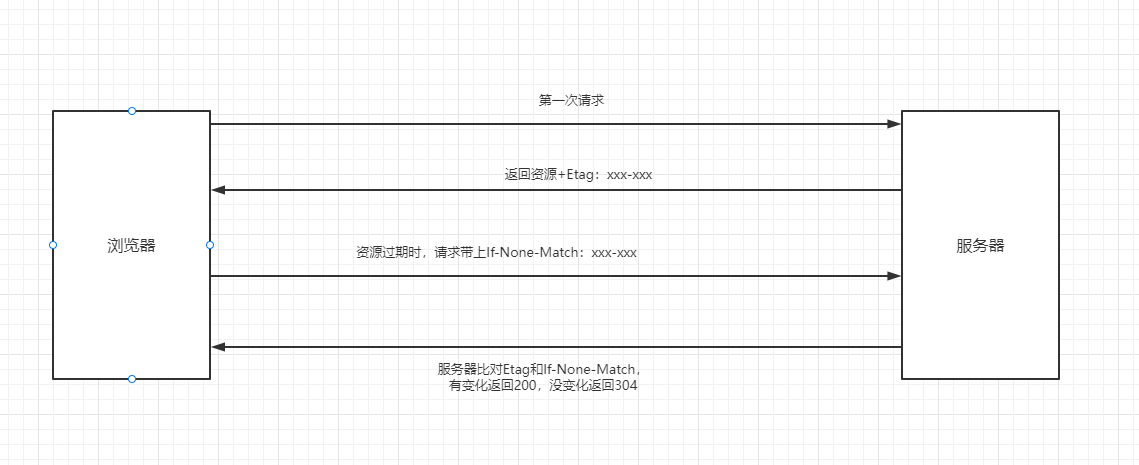 第一次请求
返回资源+Etag：xxx-xxx
浏览器
资源过期时，请求带上If-None-Match：xxx-xxx
服务器
服务器比对Etag和If-None-Match，
有变化返回200，没变化返回304